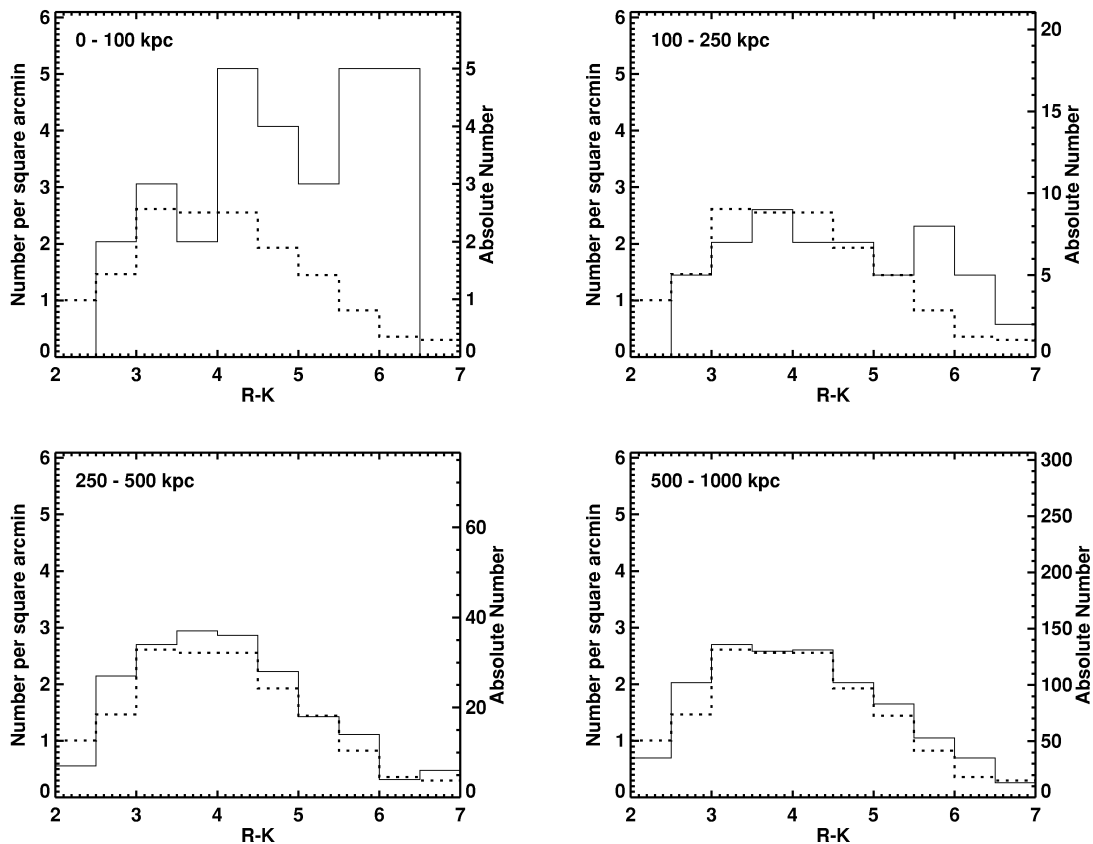 0 - 100 kpc
Number per square arcmin
0 1 2 3 4 5 6
Absolute Number
0 1 2 3 4 5
2 3 4 5 6 7
R-K
100 - 250 kpc
Number per square arcmin
0 1 2 3 4 5 6
Absolute Number
0 5 10 15 20
2 3 4 5 6 7
R-K
250 - 500 kpc
Number per square arcmin
0 1 2 3 4 5 6
Absolute Number
0 20 40 60
2 3 4 5 6 7
R-K
500 - 1000 kpc
Number per square arcmin
0 1 2 3 4 5 6
Absolute Number
0 50 100 150 200 250 300
2 3 4 5 6 7
R-K